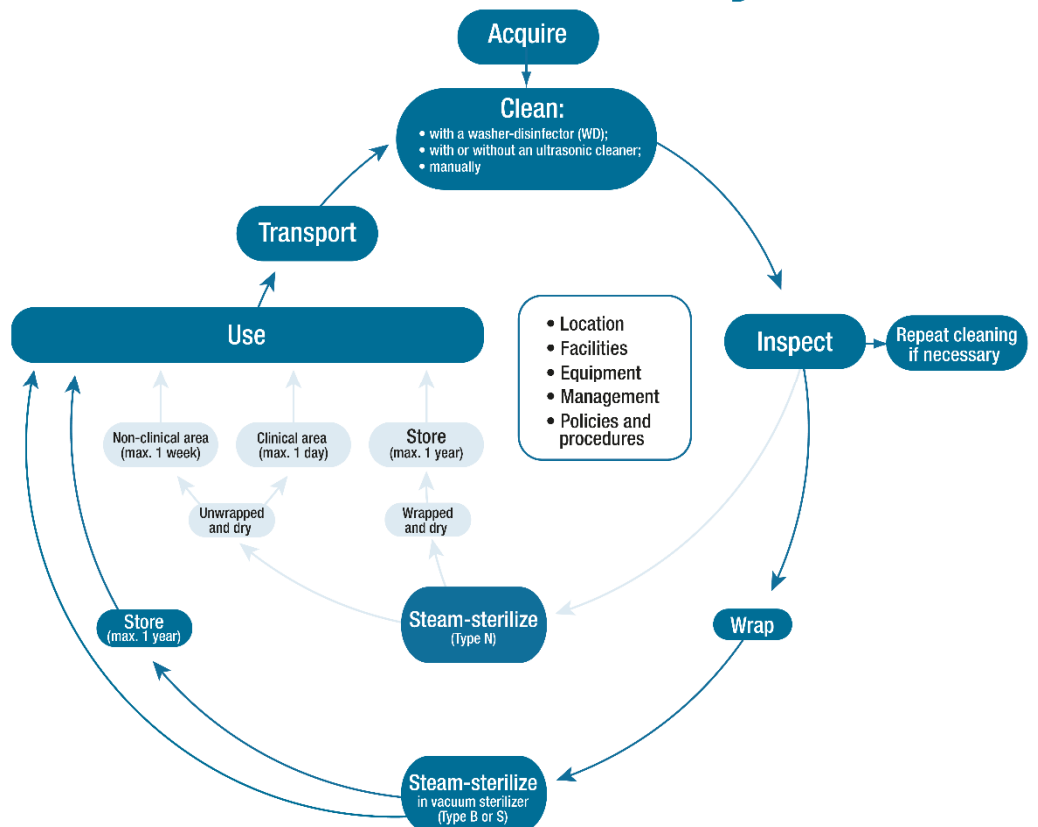 Acquire
Clean:
• with a washer-disinfector (WD);
• with or without an ultrasonic cleaner;
• manually
Transport
Use
• Location
• Facilities
• Equipment
• Management
• Policies and
procedures
Inspect
Repeat cleaning
if necessary
Non-clinical area
(max. 1 week)
Clinical area
(max. 1 day)
Store
(max. 1 year)
Unwrapped
and dry
Wrapped
and dry
Steam-sterilize
(Type N)
Store
(max. 1 year)
Wrap
Steam-sterilize
in vacuum sterilizer
(Type B or S)